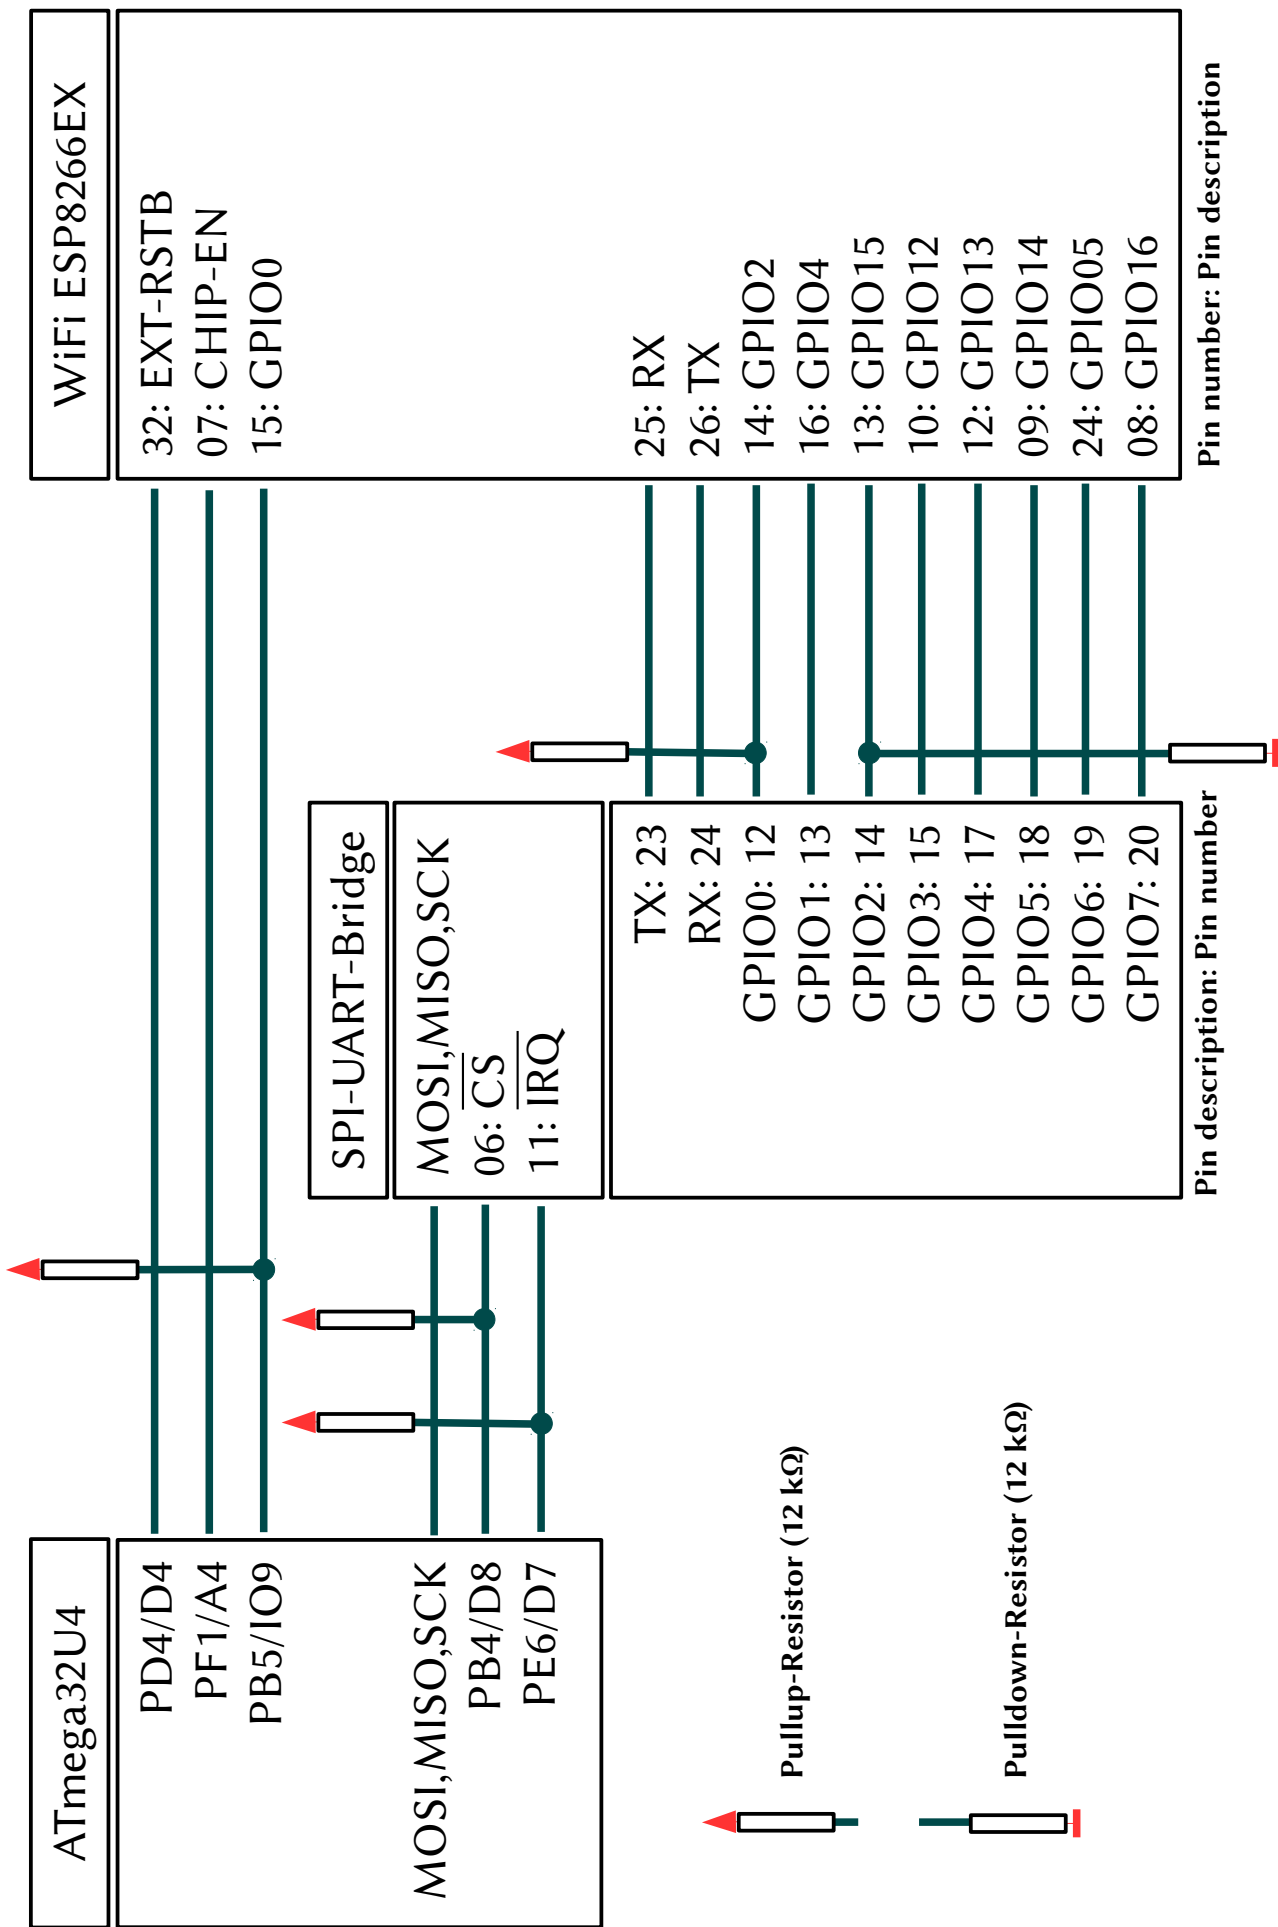 ATmega32U4
PD4/D4
PF1/A4
PB5/IO9
MOSI,MISO,SCK
PB4/D8
PE6/D7
SPI-UART-Bridge
MOSI,MISO,SCK
06: CS
11: IRQ
TX: 23
RX: 24
GPIO0: 12
GPIO1: 13
GPIO2: 14
GPIO3: 15
GPIO4: 17
GPIO5: 18
GPIO6: 19
GPIO7: 20
Pin description: Pin number
WiFi ESP8266EX
32: EXT-RSTB
07: CHIP-EN
15: GPIO0
25: RX
26: TX
14: GPIO2
16: GPIO4
13: GPIO15
10: GPIO12
12: GPIO13
09: GPIO14
24: GPIO05
08: GPIO16
Pin number: Pin description
Pullup-Resistor (12 kΩ)
Pulldown-Resistor (12 kΩ)